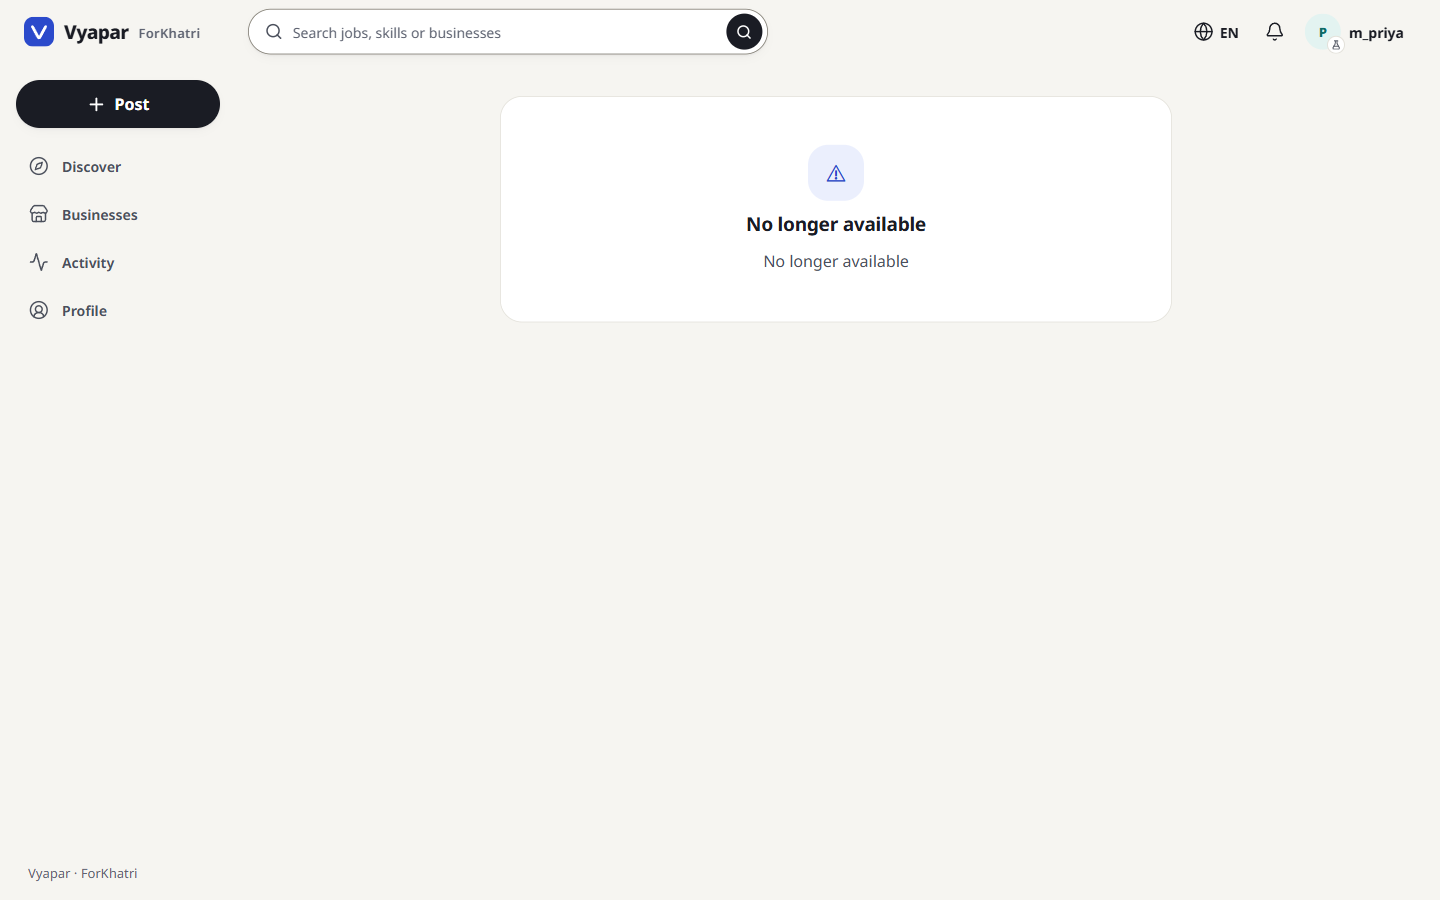 Vyapar ForKhatri
Search jobs, skills or businesses
EN
P
m_priya
Post
Discover
Businesses
Activity
Profile
No longer available
No longer available
Vyapar · ForKhatri